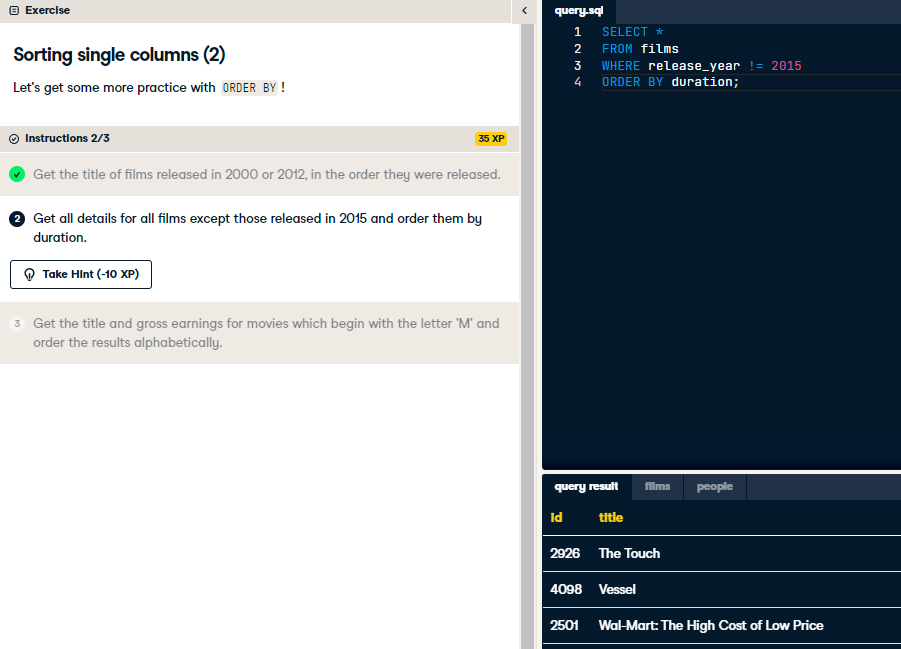 Exercise
Sorting single columns (2)
Let's get some more practice with ORDER BY !
Instructions 2/3
35 XP
Get the title of films released in 2000 or 2012, in the order they were released.
2
Get all details for all films except those released in 2015 and order them by
duration.
Take Hint (-10 XP)
3
Get the title and gross earnings for movies which begin with the letter 'M' and
order the results alphabetically.
query.sql
1 SELECT *
2 FROM films
3 WHERE release_year != 2015
4 ORDER BY duration;
query result films people
id title
2926 The Touch
4098 Vessel
2501 Wal-Mart: The High Cost of Low Price